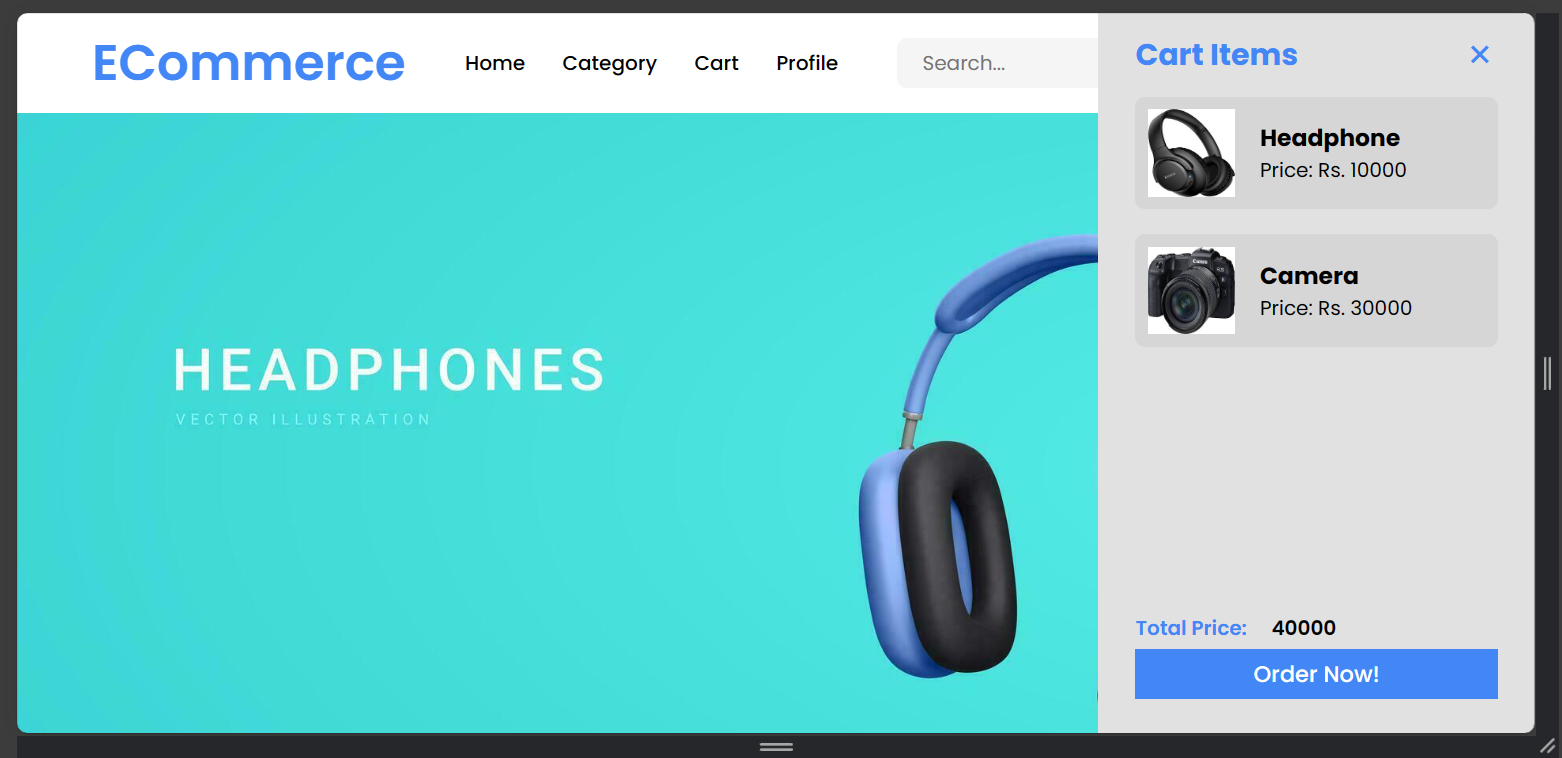 ECommerce
Home
Category
Cart
Profile
Search...
HEADPHONES
VECTOR ILLUSTRATION
Cart Items
Headphone
Price: Rs. 10000
Canon
Camera
Price: Rs. 30000
Total Price: 40000
Order Now!